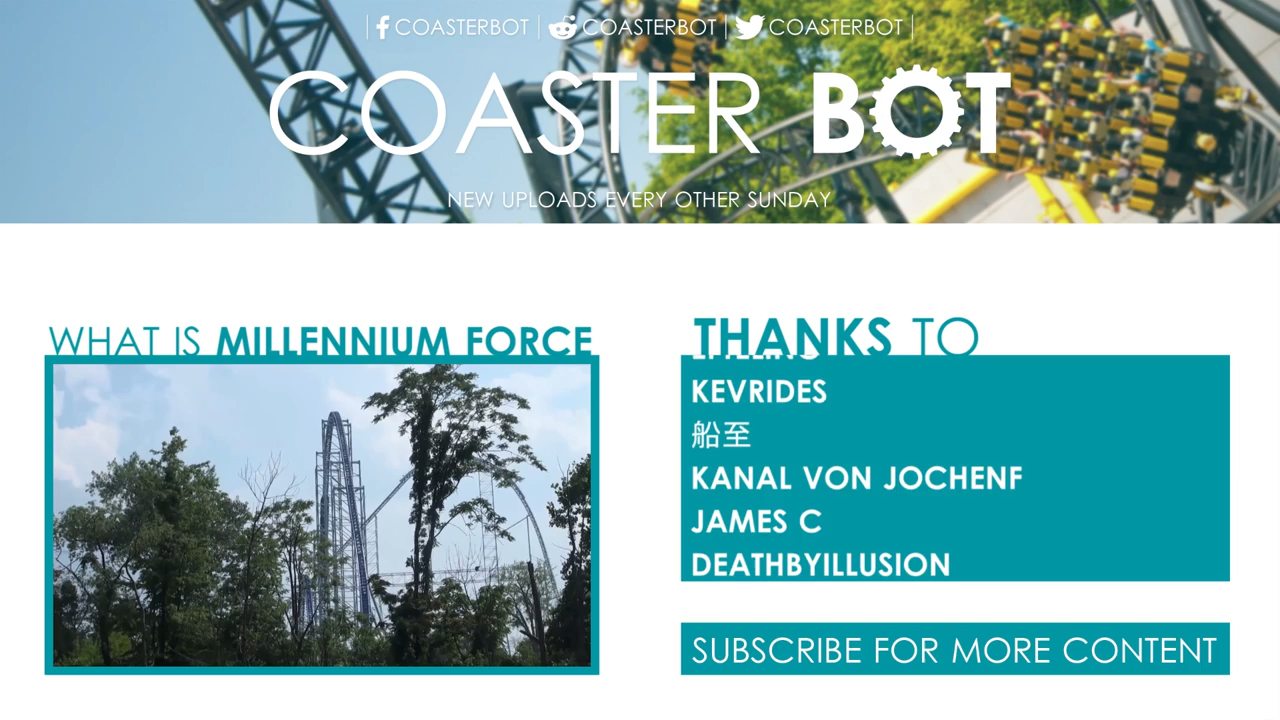 COASTERBOT COASTERBOT COASTERBOT
COASTER BOT
NEW UPLOADS EVERY OTHER SUNDAY
WHAT IS MILLENNIUM FORCE
THANKS TO
KEVRIDES
船至
KANAL VON JOCHENF
JAMES C
DEATHBYILLUSION
SUBSCRIBE FOR MORE CONTENT